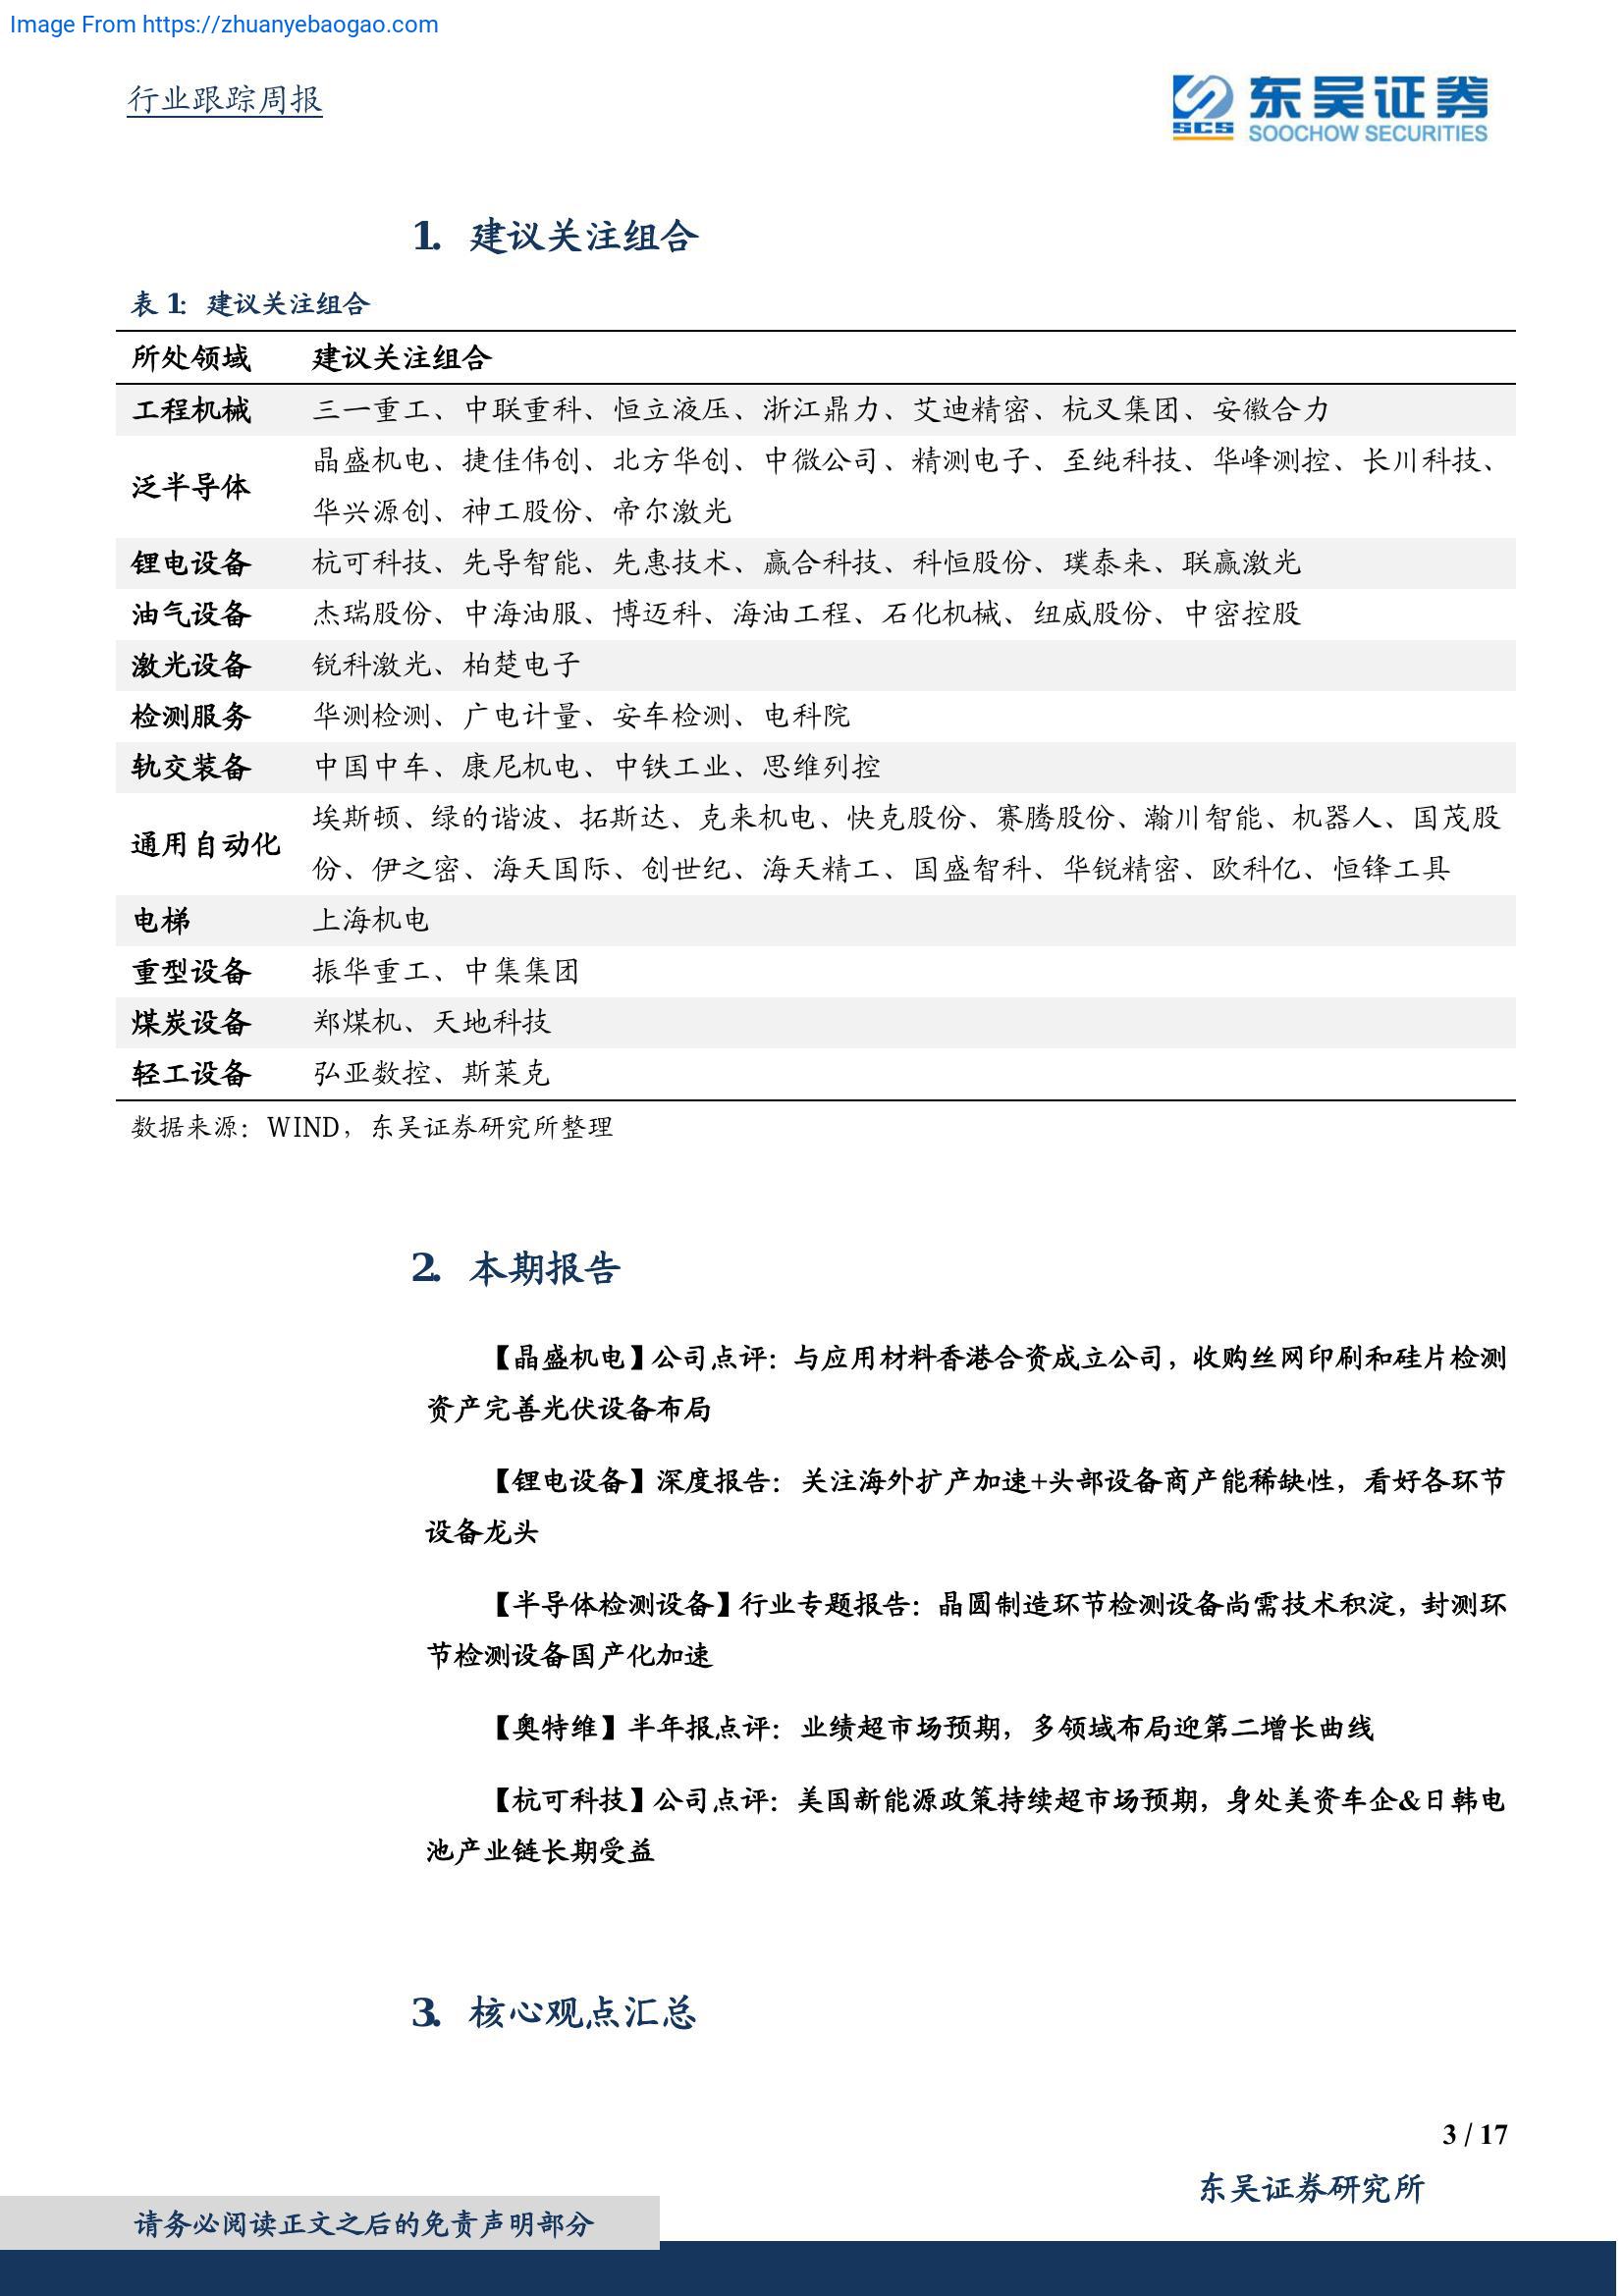 Image From https://zhuanyebaogao.com
行业跟踪周报
SCS 东吴证券
SOOCHOW SECURITIES
1. 建议关注组合
表 1: 建议关注组合
所处领域 建议关注组合
工程机械 三一重工、中联重科、恒立液压、浙江鼎力、艾迪精密、杭叉集团、安徽合力
泛半导体 晶盛机电、捷佳伟创、北方华创、中微公司、精测电子、至纯科技、华峰测控、长川科技、
华兴源创、神工股份、帝尔激光
锂电设备 杭可科技、先导智能、先惠技术、赢合科技、科恒股份、璞泰来、联赢激光
油气设备 杰瑞股份、中海油服、博迈科、海油工程、石化机械、纽威股份、中密控股
激光设备 锐科激光、柏楚电子
检测服务 华测检测、广电计量、安车检测、电科院
轨交装备 中国中车、康尼机电、中铁工业、思维列控
通用自动化 埃斯顿、绿的谐波、拓斯达、克来机电、快克股份、赛腾股份、瀚川智能、机器人、国茂股
份、伊之密、海天国际、创世纪、海天精工、国盛智科、华锐精密、欧科亿、恒锋工具
电梯 上海机电
重型设备 振华重工、中集集团
煤炭设备 郑煤机、天地科技
轻工设备 弘亚数控、斯莱克
数据来源：WIND，东吴证券研究所整理
2. 本期报告
【晶盛机电】公司点评：与应用材料香港合资成立公司，收购丝网印刷和硅片检测
资产完善光伏设备布局
【锂电设备】深度报告：关注海外扩产加速+头部设备商产能稀缺性，看好各环节
设备龙头
【半导体检测设备】行业专题报告：晶圆制造环节检测设备尚需技术积淀，封测环
节检测设备国产化加速
【奥特维】半年报点评：业绩超市场预期，多领域布局迎第二增长曲线
【杭可科技】公司点评：美国新能源政策持续超市场预期，身处美资车企&日韩电
池产业链长期受益
3. 核心观点汇总
3 / 17
东吴证券研究所
请务必阅读正文之后的免责声明部分